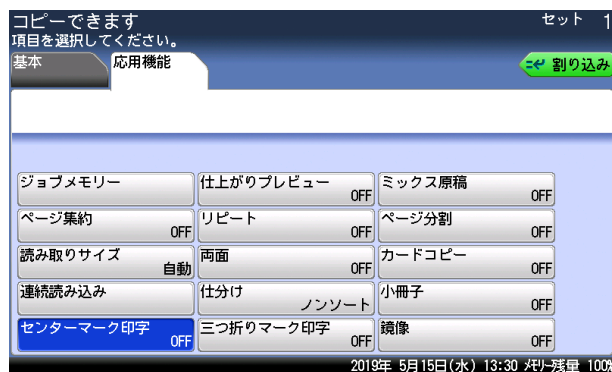 コピーできます
セット 1
項目を選択してください。
基本
応用機能
割り込み
ジョブメモリー
仕上がりプレビュー
OFF
ミックス原稿
OFF
ページ集約
OFF
リピート
OFF
ページ分割
OFF
読み取りサイズ
自動
両面
OFF
カードコピー
OFF
連続読み込み
仕分け
ノンソート
小冊子
OFF
センターマーク印字
OFF
三つ折りマーク印字
OFF
鏡像
OFF
2019年 5月15日(水) 13:30 ﾒﾓﾘｰ残量 100%